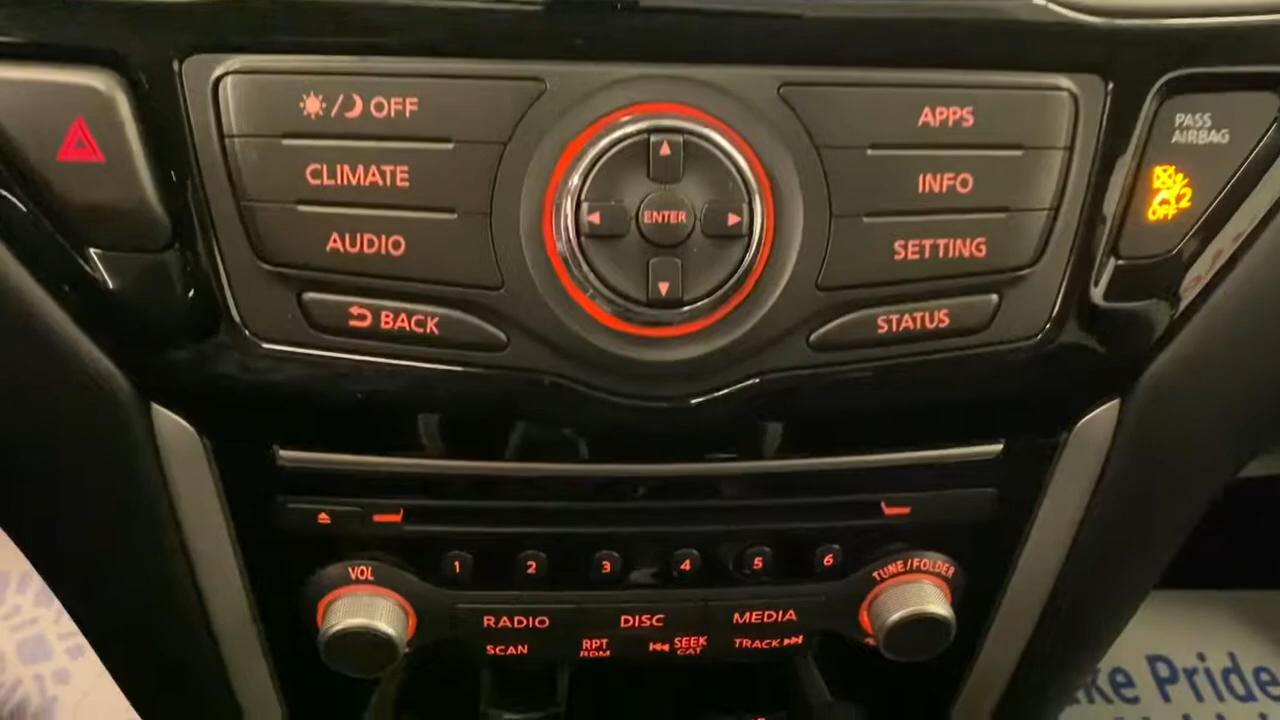 OFF
CLIMATE
AUDIO
BACK
ENTER
APPS
INFO
SETTING
STATUS
PASS
AIRBAG
OFF
VOL
1 2 3 4 5 6
TUNE/FOLDER
RADIO DISC MEDIA
SCAN RPT SEEK TRACK
RDM CAT
Pride